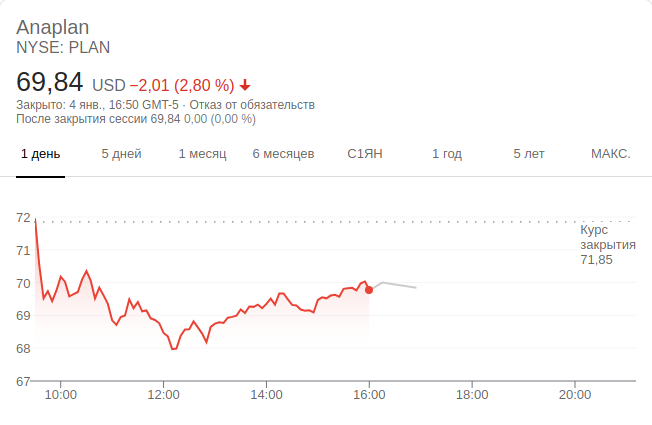 Anaplan
NYSE: PLAN
69,84 USD −2,01 (2,80 %)
Закрыто: 4 янв., 16:50 GMT-5 · Отказ от обязательств
После закрытия сессии 69,84 0,00 (0,00 %)
1 день 5 дней 1 месяц 6 месяцев С1ЯН 1 год 5 лет МАКС.
72
Курс
закрытия
71,85
71
70
69
68
67
10:00 12:00 14:00 16:00 18:00 20:00